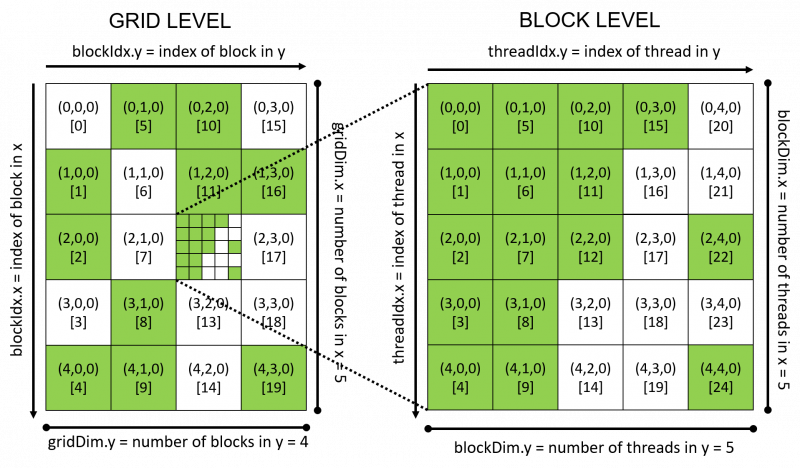 GRID LEVEL
blockIdx.y = index of block in y
blockIdx.x = index of block in x
(0,0,0) (0,1,0) (0,2,0) (0,3,0)
[0] [5] [10] [15]
(1,0,0) (1,1,0) (1,2,0) (1,3,0)
[1] [6] [11] [16]
(2,0,0) (2,1,0) (2,3,0)
[2] [7] [17]
(3,0,0) (3,1,0) (3,2,0) (3,3,0)
[3] [8] [13] [18]
(4,0,0) (4,1,0) (4,2,0) (4,3,0)
[4] [9] [14] [19]
gridDim.x = number of blocks in x = 5
gridDim.y = number of blocks in y = 4
BLOCK LEVEL
threadIdx.y = index of thread in y
threadIdx.x = index of thread in x
(0,0,0) (0,1,0) (0,2,0) (0,3,0) (0,4,0)
[0] [5] [10] [15] [20]
(1,0,0) (1,1,0) (1,2,0) (1,3,0) (1,4,0)
[1] [6] [11] [16] [21]
(2,0,0) (2,1,0) (2,2,0) (2,3,0) (2,4,0)
[2] [7] [12] [17] [22]
(3,0,0) (3,1,0) (3,2,0) (3,3,0) (3,4,0)
[3] [8] [13] [18] [23]
(4,0,0) (4,1,0) (4,2,0) (4,3,0) (4,4,0)
[4] [9] [14] [19] [24]
blockDim.x = number of threads in x = 5
blockDim.y = number of threads in y = 5